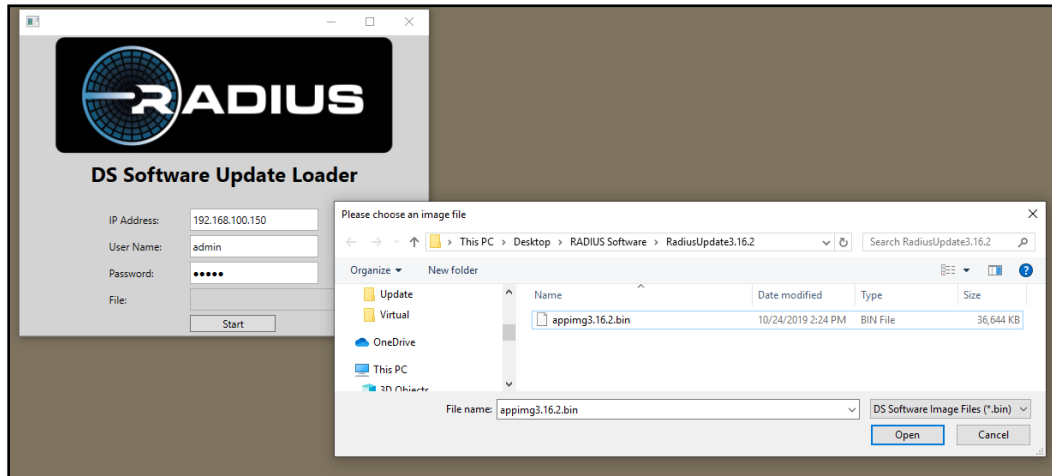 RADIUS
DS Software Update Loader
IP Address: 192.168.100.150
User Name: admin
Password: •••••
File:
Start
Please choose an image file
This PC > Desktop > RADIUS Software > RadiusUpdate3.16.2
Search RadiusUpdate3.16.2
Organize
New folder
Update
Virtual
OneDrive
This PC
3D Objects
Name Date modified Type Size
appimg3.16.2.bin 10/24/2019 2:24 PM BIN File 36,644 KB
File name: appimg3.16.2.bin
DS Software Image Files (*.bin)
Open
Cancel